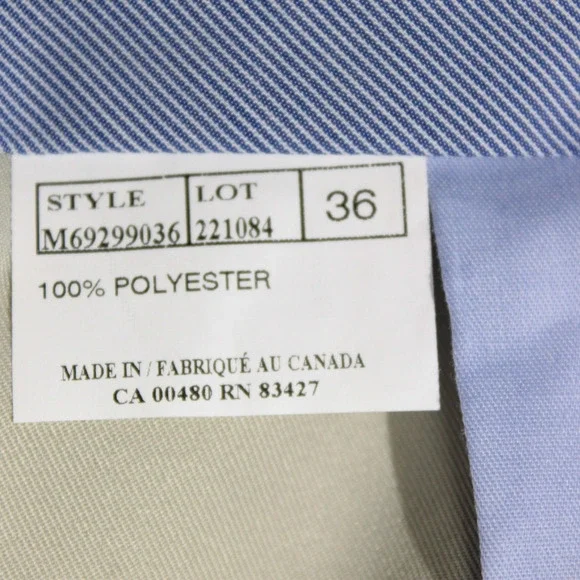 STYLE LOT 36
M69299036 221084
100% POLYESTER
MADE IN / FABRIQUÉ AU CANADA
CA 00480 RN 83427